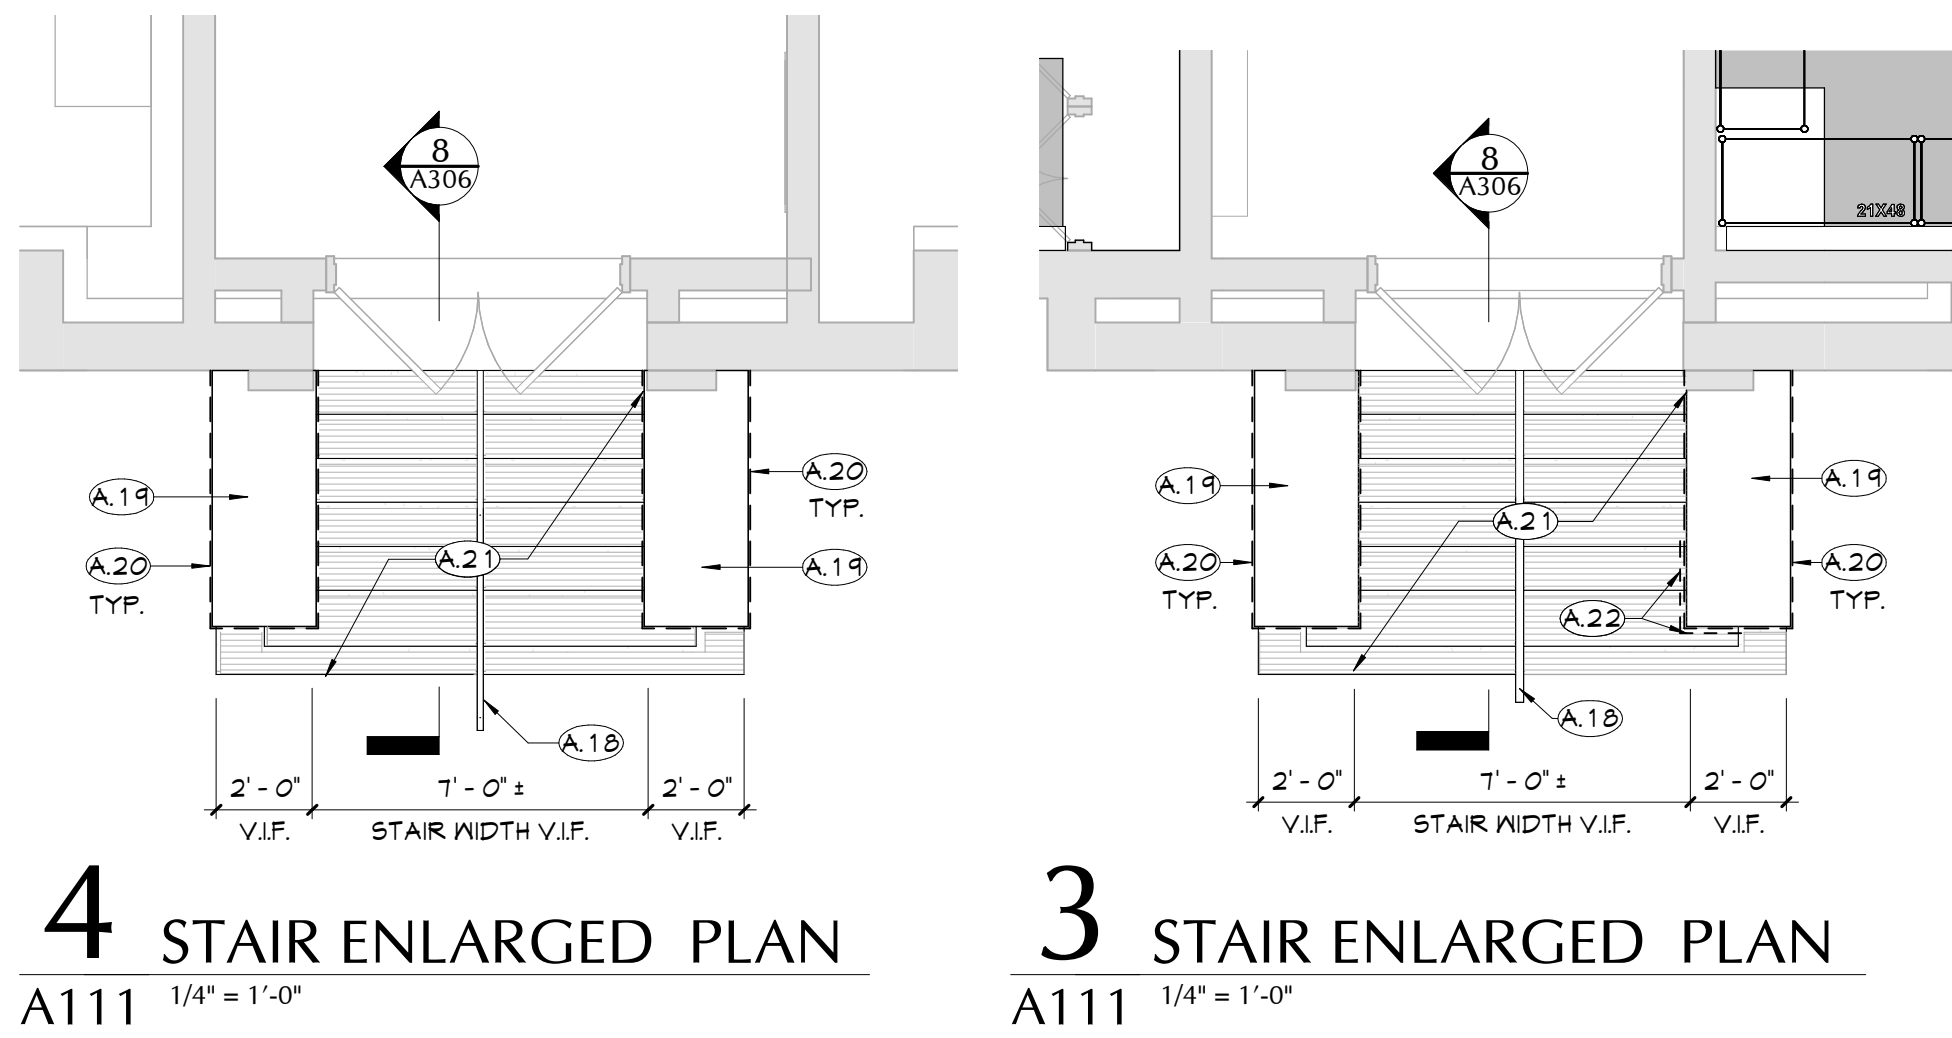 8
A306
A.19
A.20
TYP.
A.21
A.20
TYP.
A.19
A.18
2' - 0"
7' - 0" ±
2' - 0"
V.I.F.
STAIR WIDTH V.I.F.
V.I.F.
4
STAIR ENLARGED PLAN
A111
1/4" = 1'-0"
8
A306
21X48
A.19
A.20
TYP.
A.21
A.19
A.20
TYP.
A.22
A.18
2' - 0"
7' - 0" ±
2' - 0"
V.I.F.
STAIR WIDTH V.I.F.
V.I.F.
3
STAIR ENLARGED PLAN
A111
1/4" = 1'-0"